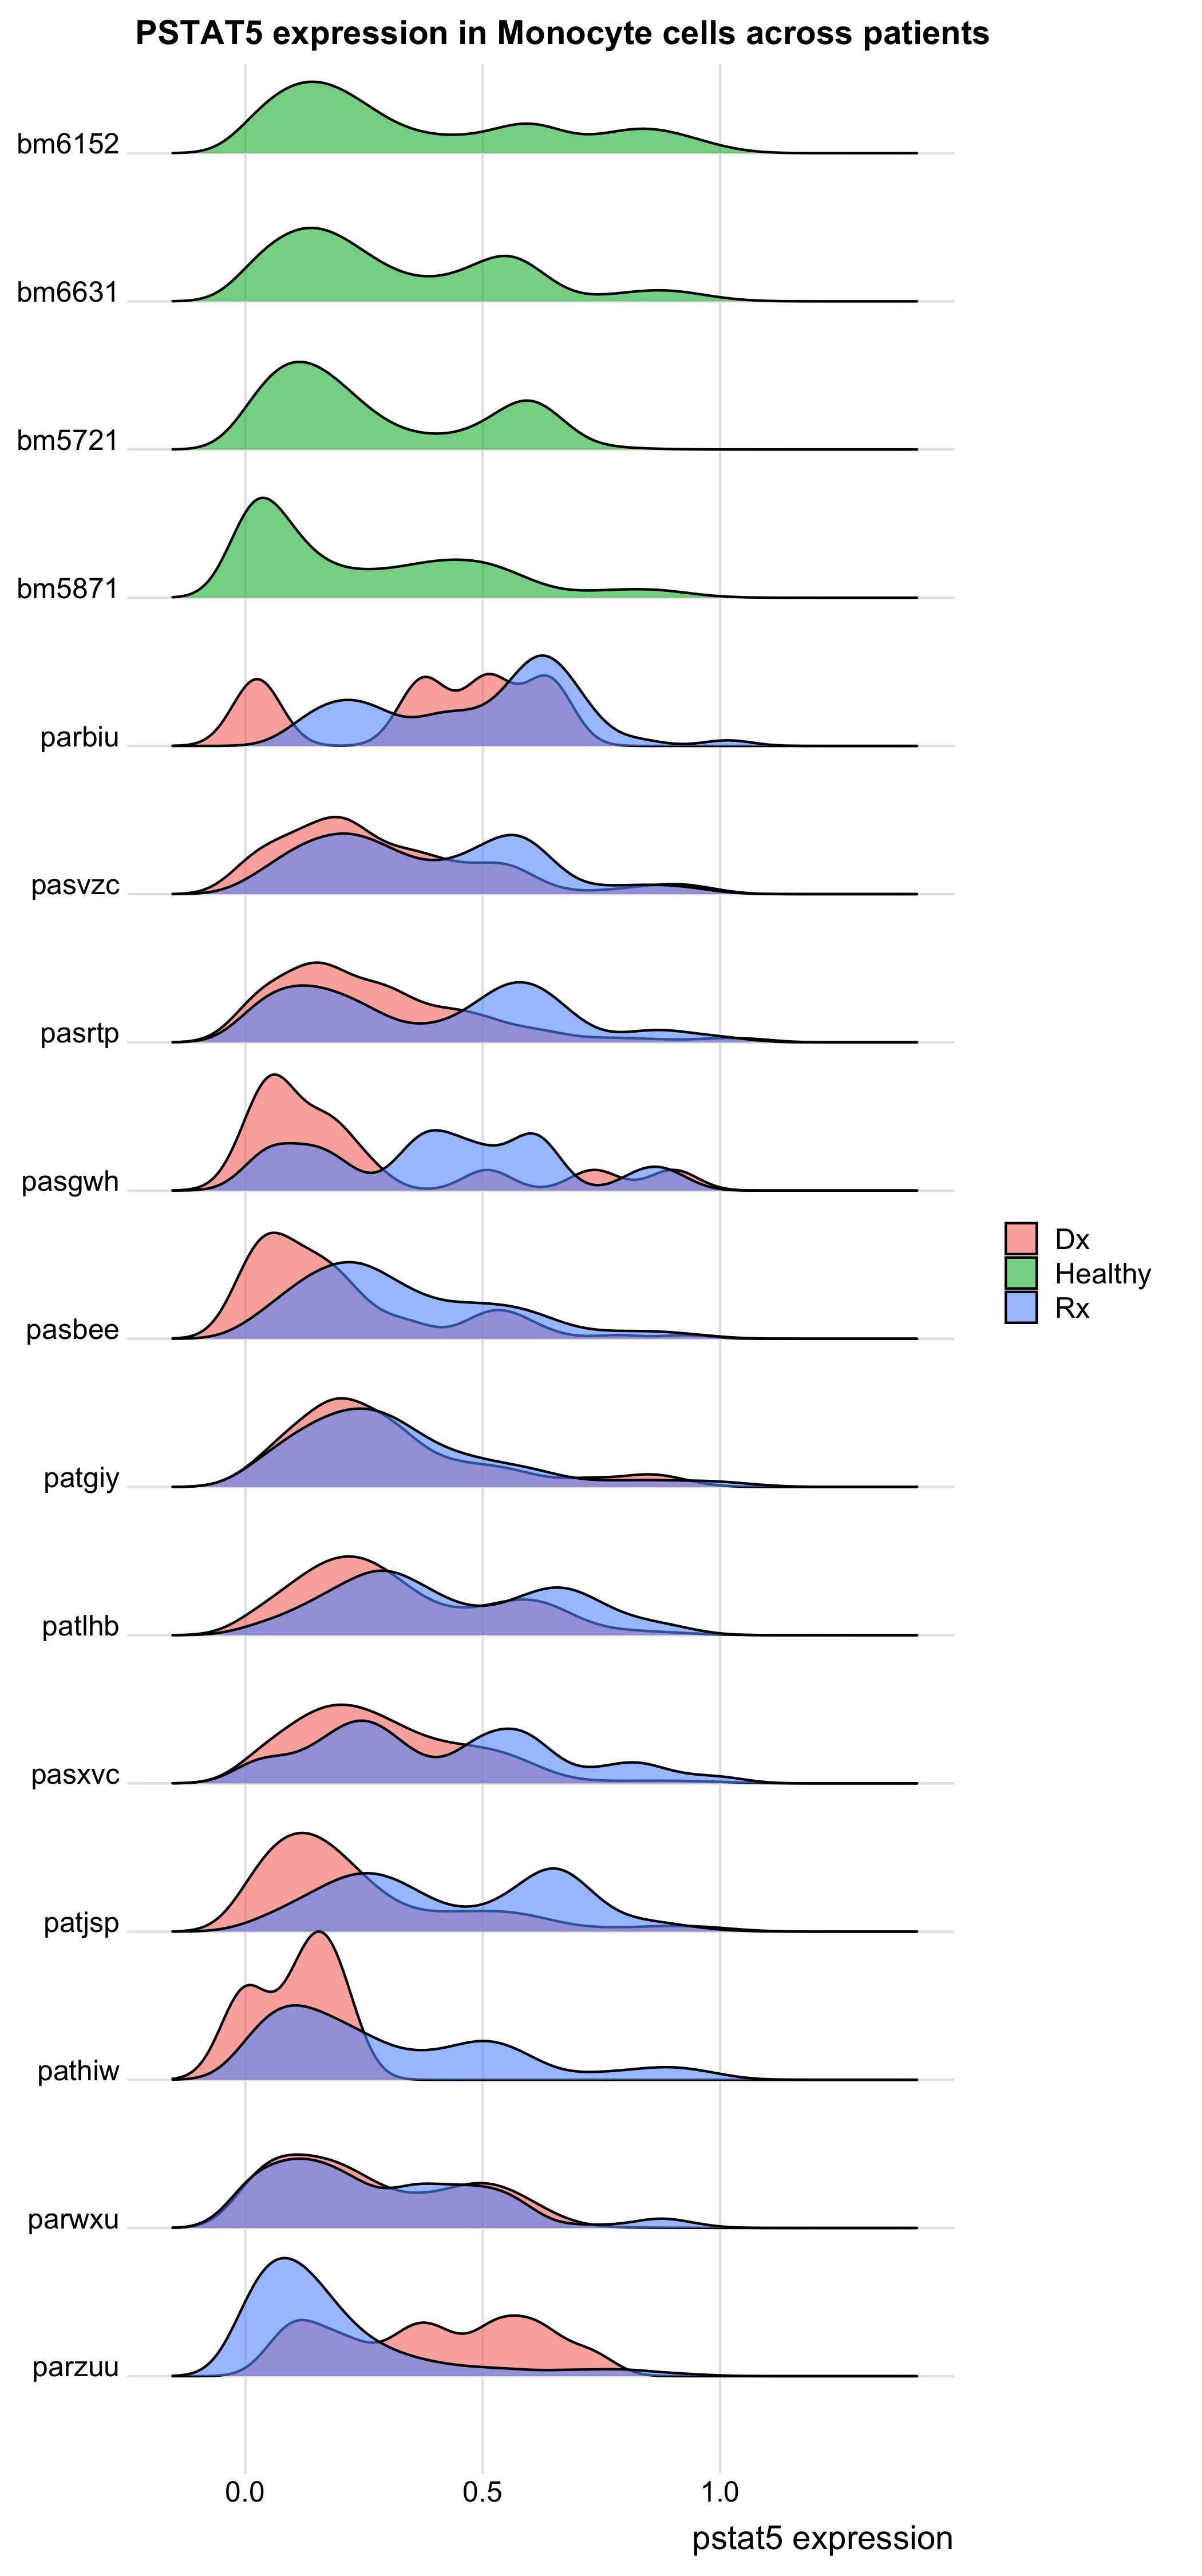 PSTAT5 expression in Monocyte cells across patients
bm6152
bm6631
bm5721
bm5871
parbiu
pasvzc
pasrtp
pasgwh
pasbee
patgiy
patlhb
pasxvc
patjsp
pathiw
parwxu
parzuu
Dx
Healthy
Rx
0.0 0.5 1.0
pstat5 expression